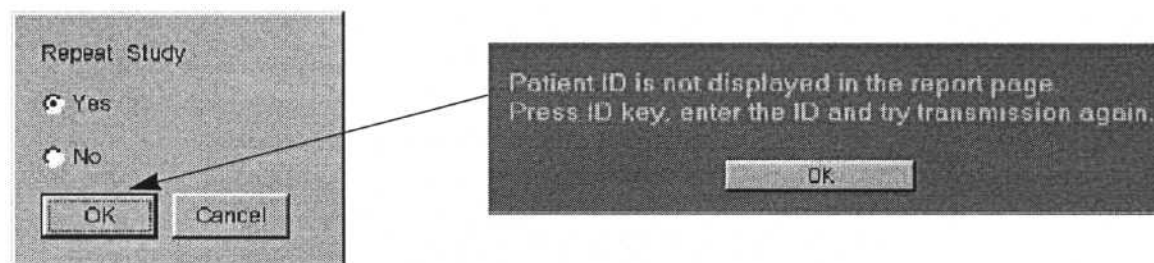 Repeat Study
Yes
No
OK Cancel
Patient ID is not displayed in the report page.
Press ID key, enter the ID and try transmission again.
OK